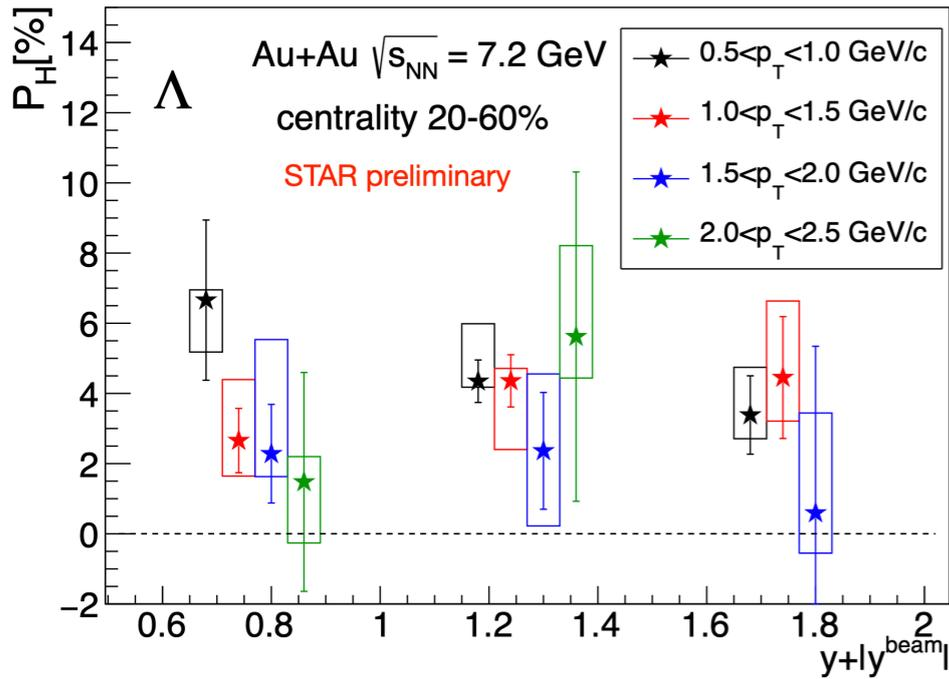 P_H[%]
14
12
10
8
6
4
2
0
−2
Λ
Au+Au √s_NN = 7.2 GeV
centrality 20-60%
STAR preliminary
0.5<p_T<1.0 GeV/c
1.0<p_T<1.5 GeV/c
1.5<p_T<2.0 GeV/c
2.0<p_T<2.5 GeV/c
0.6 0.8 1 1.2 1.4 1.6 1.8 2
y+|y^beam|